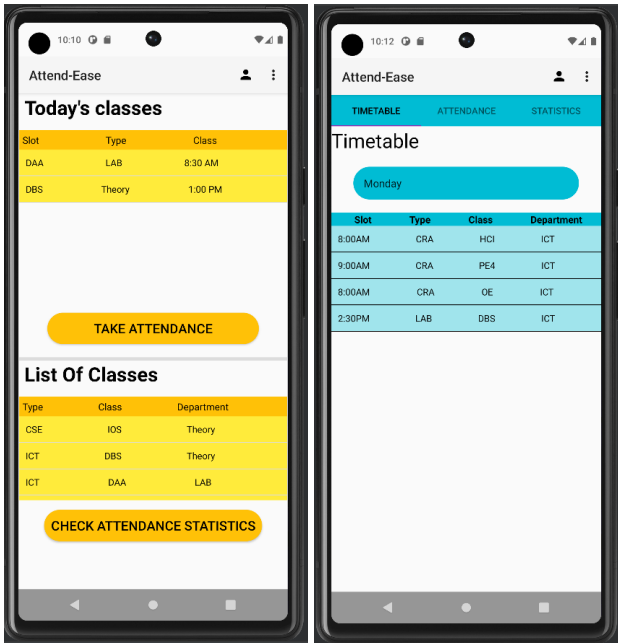 10:10
Attend-Ease
Today's classes
Slot Type Class
DAA LAB 8:30 AM
DBS Theory 1:00 PM
TAKE ATTENDANCE
List Of Classes
Type Class Department
CSE IOS Theory
ICT DBS Theory
ICT DAA LAB
CHECK ATTENDANCE STATISTICS
10:12
Attend-Ease
TIMETABLE ATTENDANCE STATISTICS
Timetable
Monday
Slot Type Class Department
8:00AM CRA HCI ICT
9:00AM CRA PE4 ICT
8:00AM CRA OE ICT
2:30PM LAB DBS ICT